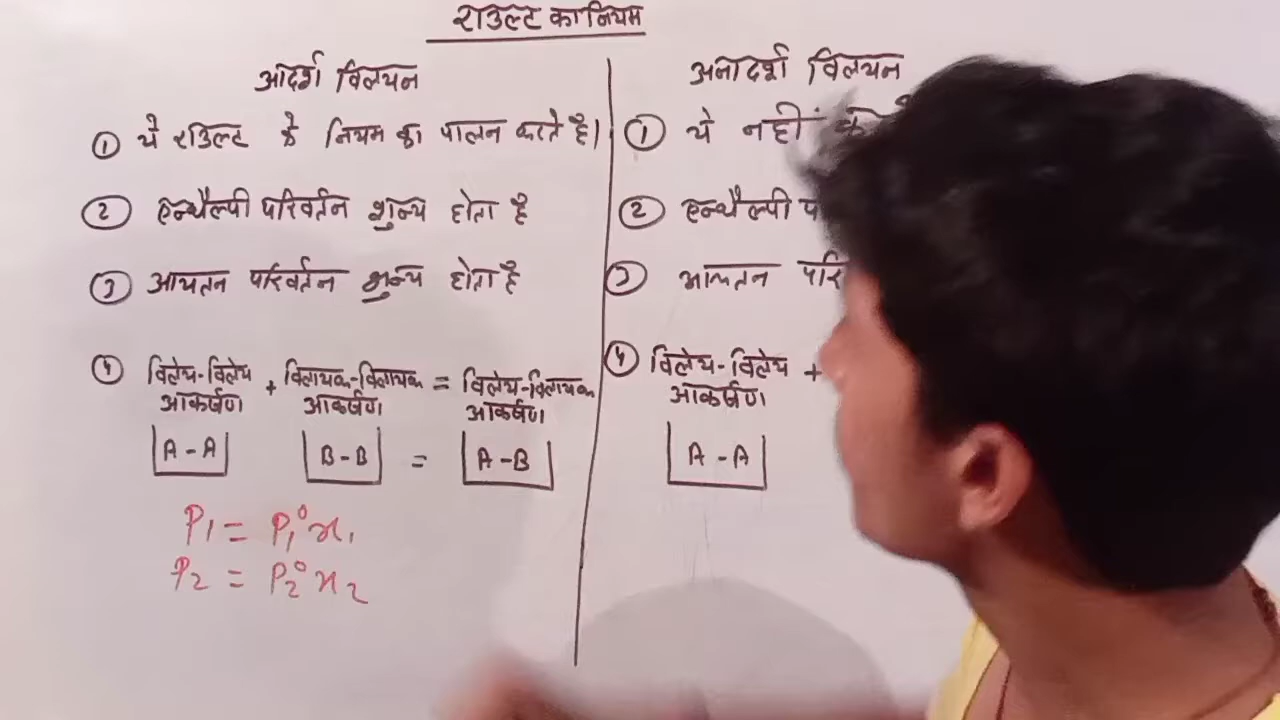 राउल्ट का नियम
आदर्श विलयन
① ये राउल्ट के नियम का पालन करते है।
② एन्थैल्पी परिवर्तन शुन्य होता है
③ आयतन परिवर्तन शुन्य होता है
④ विलेय-विलेय + विलायक-विलायक = विलेय-विलायक
आकर्षण आकर्षण आकर्षण
A-A B-B = A-B
P1 = P1° x1
P2 = P2° x2
अनादर्श विलयन
① ये नहीं
② एन्थैल्पी
③ आयतन
④ विलेय-विलेय +
आकर्षण
A-A